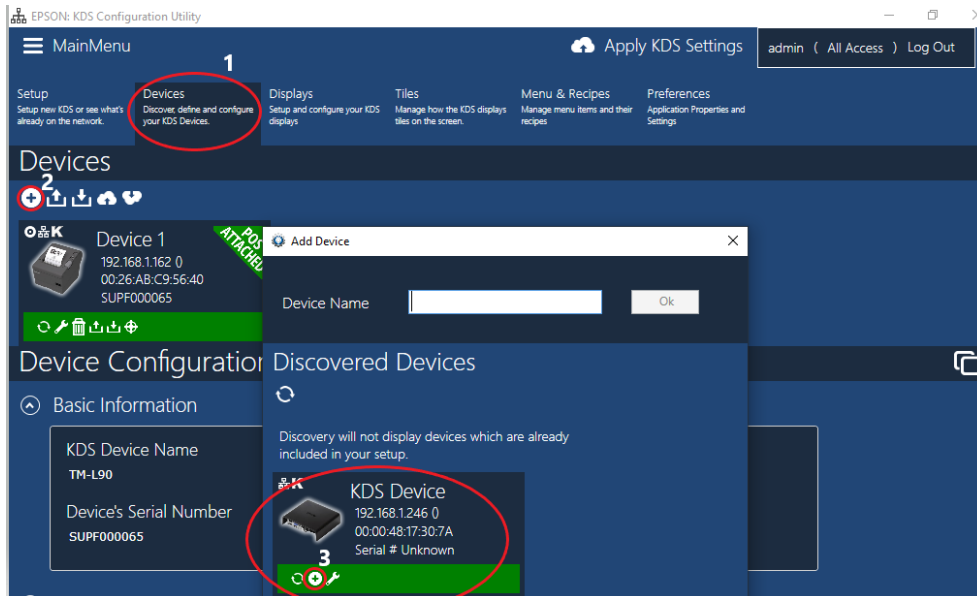 EPSON: KDS Configuration Utility
MainMenu
Apply KDS Settings
admin ( All Access ) Log Out
1
Setup
Setup new KDS or see what's
already on the network.
Devices
Discover, define and configure
your KDS Devices.
Displays
Setup and configure your KDS
displays
Tiles
Manage how the KDS displays
tiles on the screen.
Menu & Recipes
Manage menu items and their
recipes
Preferences
Application Properties and
Settings
Devices
2
K
Device 1
192.168.1.162 ()
00:26:AB:C9:56:40
SUPF000065
POS
ATTACHED
Add Device
Device Name
Ok
Device Configuration
Discovered Devices
Basic Information
Discovery will not display devices which are already
included in your setup.
KDS Device Name
TM-L90
Device's Serial Number
SUPF000065
K
KDS Device
192.168.1.246 ()
00:00:48:17:30:7A
Serial # Unknown
3